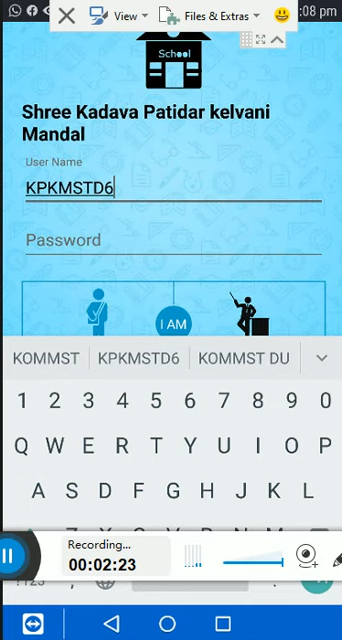 View
Files & Extras
:08 pm
School
Shree Kadava Patidar kelvani
Mandal
User Name
KPKMSTD6
Password
I AM
KOMMST KPKMSTD6 KOMMST DU
1 2 3 4 5 6 7 8 9 0
Q W E R T Y U I O P
A S D F G H J K L
Recording...
00:02:23